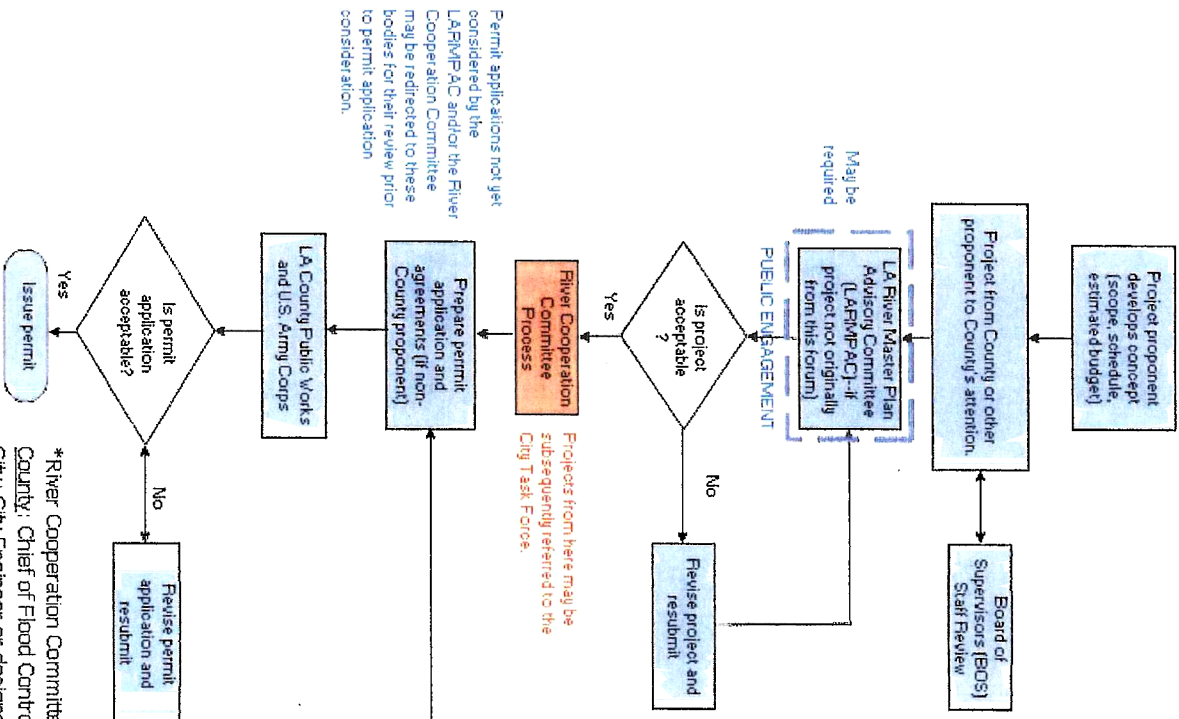 Project proponent
develops concept
(scope, schedule,
estimated budget)
Project from County or other
proponent to County's attention.
Board of
Supervisors (BOS)
Staff Review
May be
required
LA River Master Plan
Advisory Committee
(LARMPAC)--if
project not originally
from this forum)
PUBLIC ENGAGEMENT
Is project
acceptable
?
No
Revise project and
resubmit
Yes
River Cooperation
Committee
Process
Projects from here may be
subsequently referred to the
City Task Force.
Permit applications not yet
considered by the
LARMPAC and/or the River
Cooperation Committee
may be redirected to these
bodies for their review prior
to permit application
consideration.
Prepare permit
application and
agreements (if non-
County proponent)
LA County Public Works
and U.S. Army Corps
Is permit
application
acceptable?
No
Revise permit
application and
resubmit
Yes
Issue permit
*River Cooperation Committe
County: Chief of Flood Contro
City: City Engineer or